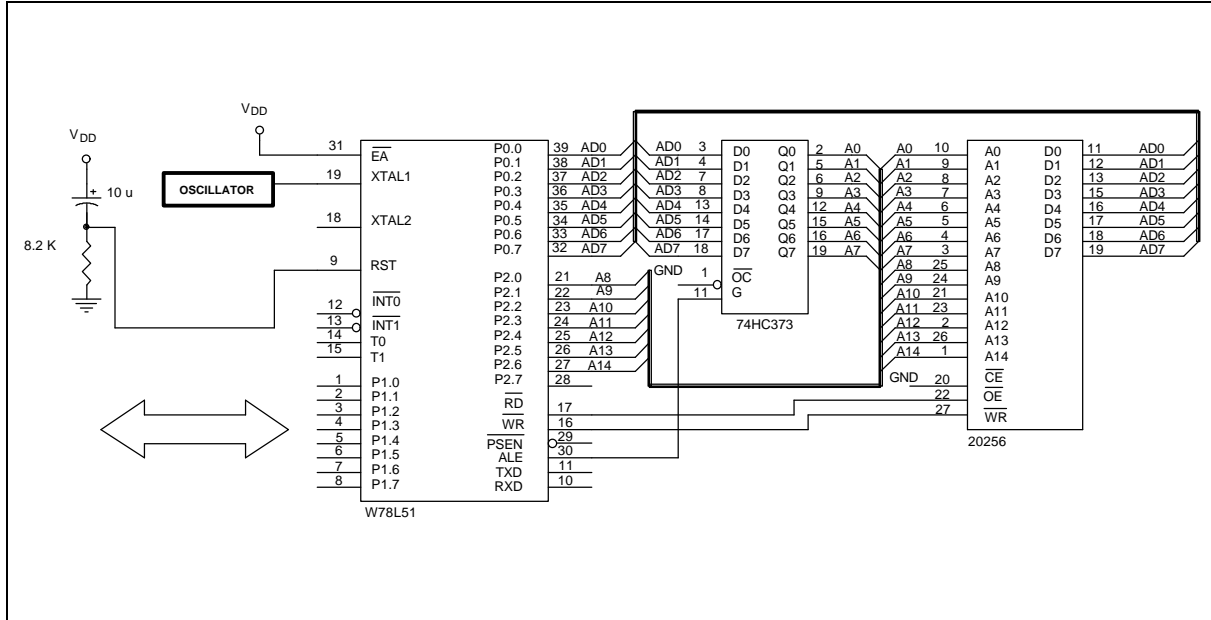 VDD
VDD
10 u
8.2 K
OSCILLATOR
31 EA
19 XTAL1
18 XTAL2
9 RST
12 INT0
13 INT1
14 T0
15 T1
1 P1.0
2 P1.1
3 P1.2
4 P1.3
5 P1.4
6 P1.5
7 P1.6
8 P1.7
P0.0 39 AD0
P0.1 38 AD1
P0.2 37 AD2
P0.3 36 AD3
P0.4 35 AD4
P0.5 34 AD5
P0.6 33 AD6
P0.7 32 AD7
P2.0 21 A8
P2.1 22 A9
P2.2 23 A10
P2.3 24 A11
P2.4 25 A12
P2.5 26 A13
P2.6 27 A14
P2.7 28
RD 17
WR 16
PSEN 29
ALE 30
TXD 11
RXD 10
W78L51
AD0 3 D0 Q0 2 A0
AD1 4 D1 Q1 5 A1
AD2 7 D2 Q2 6 A2
AD3 8 D3 Q3 9 A3
AD4 13 D4 Q4 12 A4
AD5 14 D5 Q5 15 A5
AD6 17 D6 Q6 16 A6
AD7 18 D7 Q7 19 A7
GND 1 OC
11 G
74HC373
A0 10 A0 D0 11 AD0
A1 9 A1 D1 12 AD1
A2 8 A2 D2 13 AD2
A3 7 A3 D3 15 AD3
A4 6 A4 D4 16 AD4
A5 5 A5 D5 17 AD5
A6 4 A6 D6 18 AD6
A7 3 A7 D7 19 AD7
A8 25 A8
A9 24 A9
A10 21 A10
A11 23 A11
A12 2 A12
A13 26 A13
A14 1 A14
GND 20 CE
22 OE
27 WR
20256